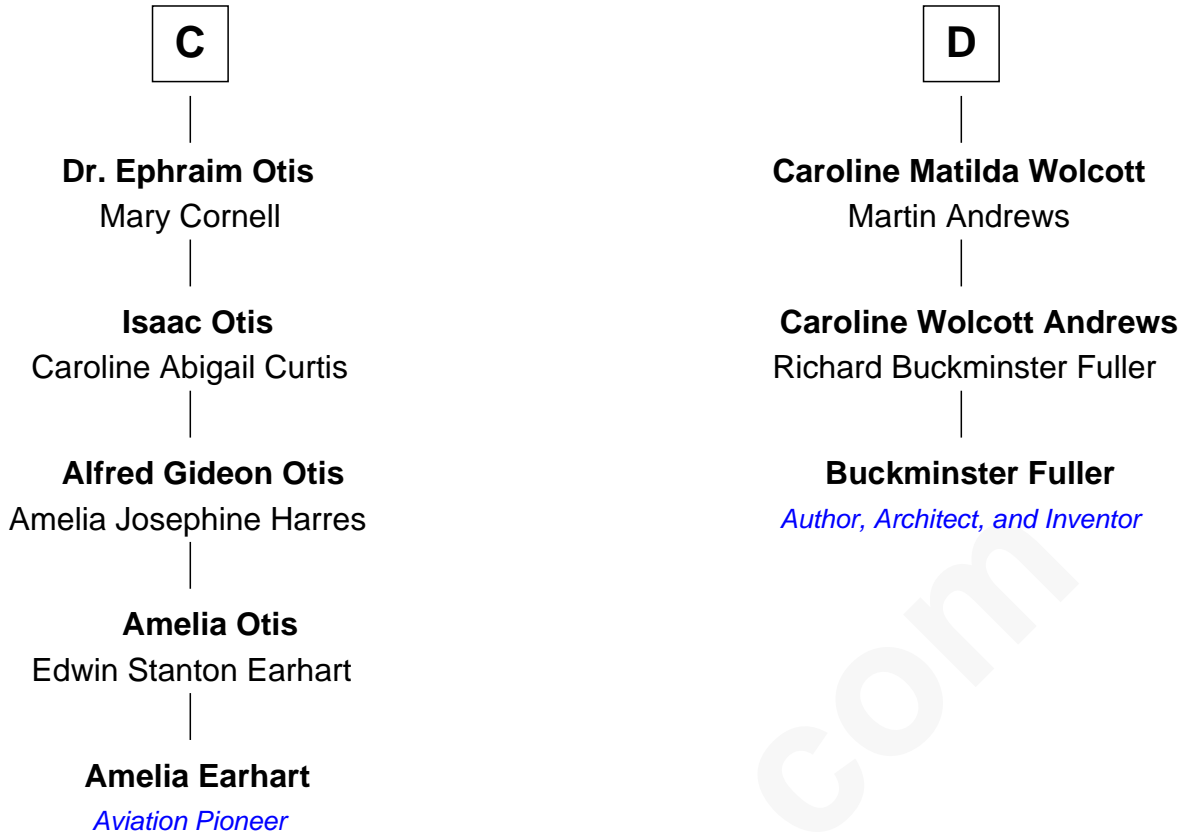 C
Dr. Ephraim Otis
Mary Cornell
Isaac Otis
Caroline Abigail Curtis
Alfred Gideon Otis
Amelia Josephine Harres
Amelia Otis
Edwin Stanton Earhart
Amelia Earhart
Aviation Pioneer
D
Caroline Matilda Wolcott
Martin Andrews
Caroline Wolcott Andrews
Richard Buckminster Fuller
Buckminster Fuller
Author, Architect, and Inventor
com